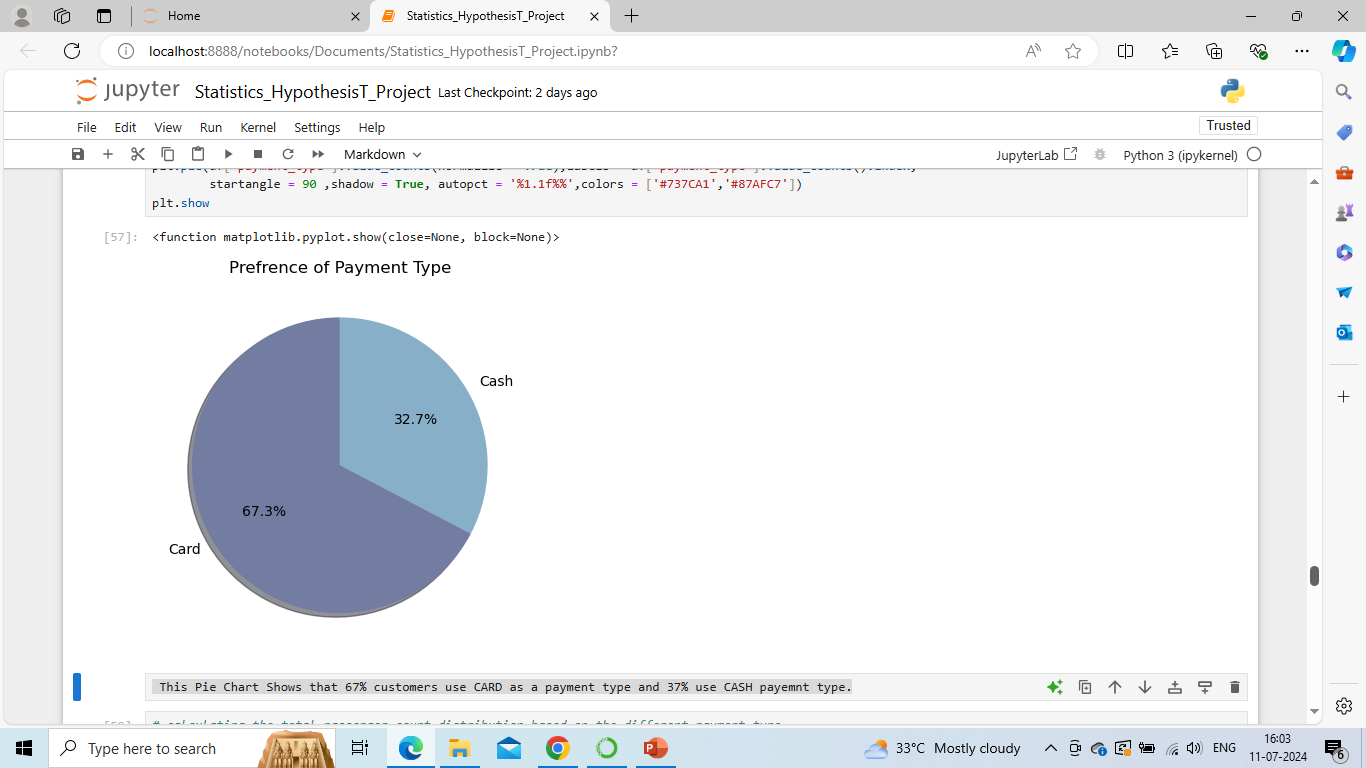 Home
Statistics_HypothesisT_Project
localhost:8888/notebooks/Documents/Statistics_HypothesisT_Project.ipynb?
jupyter Statistics_HypothesisT_Project Last Checkpoint: 2 days ago
File Edit View Run Kernel Settings Help
Trusted
Markdown
JupyterLab
Python 3 (ipykernel)
startangle = 90 ,shadow = True, autopct = '%1.1f%%',colors = ['#737CA1','#87AFC7'])
plt.show
[57]: <function matplotlib.pyplot.show(close=None, block=None)>
Prefrence of Payment Type
Cash
32.7%
67.3%
Card
This Pie Chart Shows that 67% customers use CARD as a payment type and 37% use CASH payemnt type.
Type here to search
33°C Mostly cloudy
ENG
16:03
11-07-2024
6